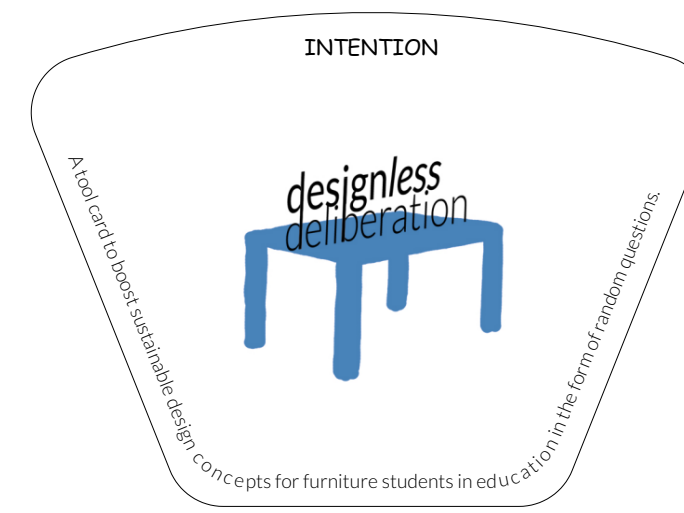 INTENTION
designless
deliberation
A tool card to boost sustainable design concepts for furniture students in education in the form of random questions.